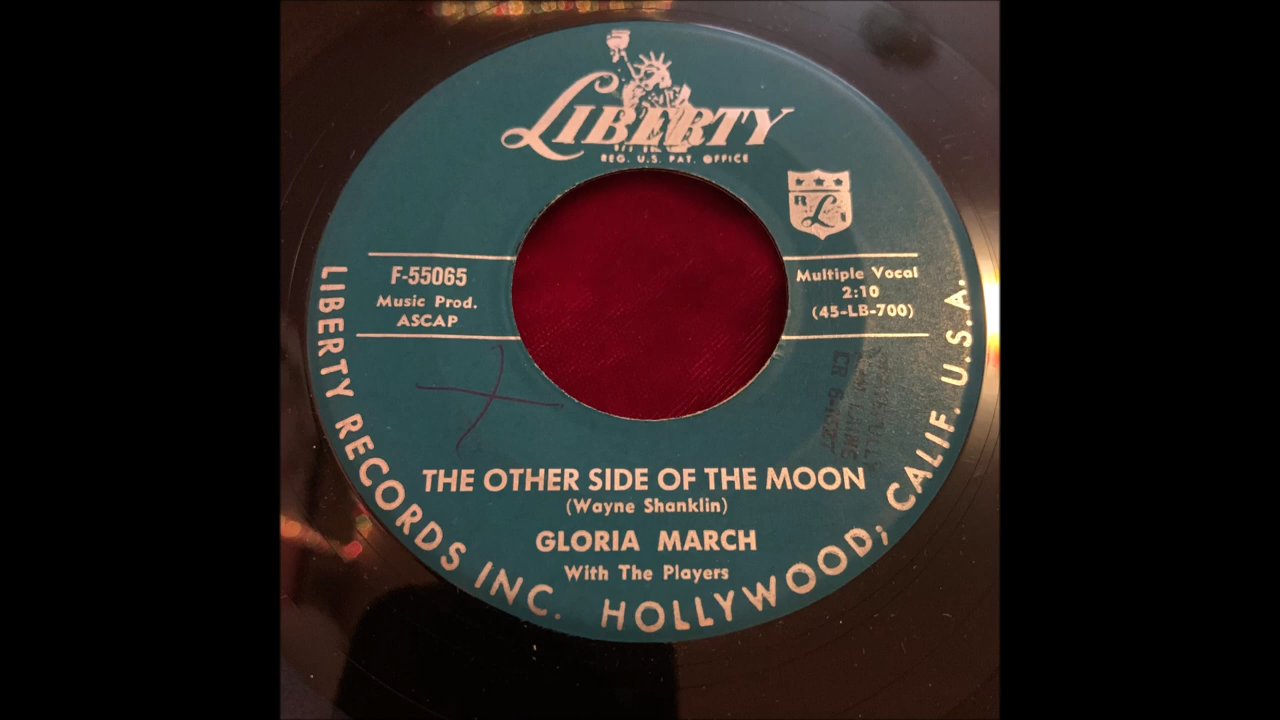 LIBERTY
REG. U.S. PAT. OFFICE
R L I
F-55065
Music Prod.
ASCAP
Multiple Vocal
2:10
(45-LB-700)
THE OTHER SIDE OF THE MOON
(Wayne Shanklin)
GLORIA MARCH
With The Players
LIBERTY RECORDS INC. HOLLYWOOD, CALIF. U.S.A.